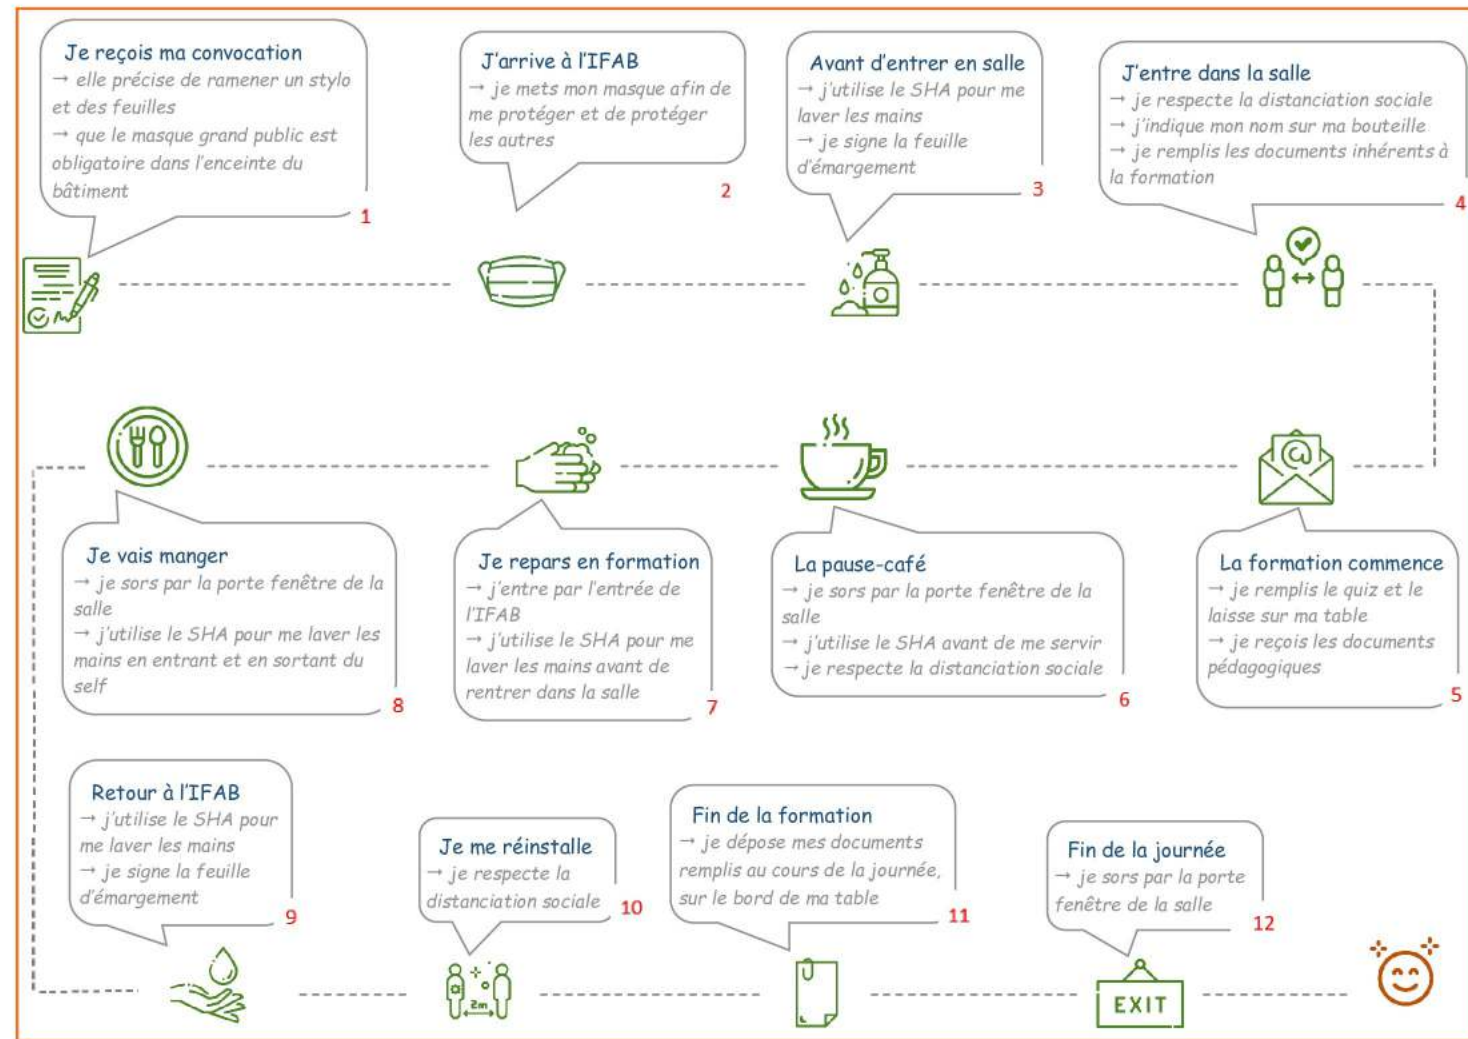 Je reçois ma convocation
→ elle précise de ramener un stylo
et des feuilles
→ que le masque grand public est
obligatoire dans l'enceinte du
bâtiment
1
J'arrive à l'IFAB
→ je mets mon masque afin de
me protéger et de protéger
les autres
2
Avant d'entrer en salle
→ j'utilise le SHA pour me
laver les mains
→ je signe la feuille
d'émargement
3
J'entre dans la salle
→ je respecte la distanciation sociale
→ j'indique mon nom sur ma bouteille
→ je remplis les documents inhérents à
la formation
4
La formation commence
→ je remplis le quiz et le
laisse sur ma table
→ je reçois les documents
pédagogiques
5
La pause-café
→ je sors par la porte fenêtre de la
salle
→ j'utilise le SHA avant de me servir
→ je respecte la distanciation sociale
6
Je repars en formation
→ j'entre par l'entrée de
l'IFAB
→ j'utilise le SHA pour me
laver les mains avant de
rentrer dans la salle
7
Je vais manger
→ je sors par la porte fenêtre de la
salle
→ j'utilise le SHA pour me laver les
mains en entrant et en sortant du
self
8
Retour à l'IFAB
→ j'utilise le SHA pour
me laver les mains
→ je signe la feuille
d'émargement
9
Je me réinstalle
→ je respecte la
distanciation sociale
10
2m
Fin de la formation
→ je dépose mes documents
remplis au cours de la journée,
sur le bord de ma table
11
Fin de la journée
→ je sors par la porte
fenêtre de la salle
12
EXIT